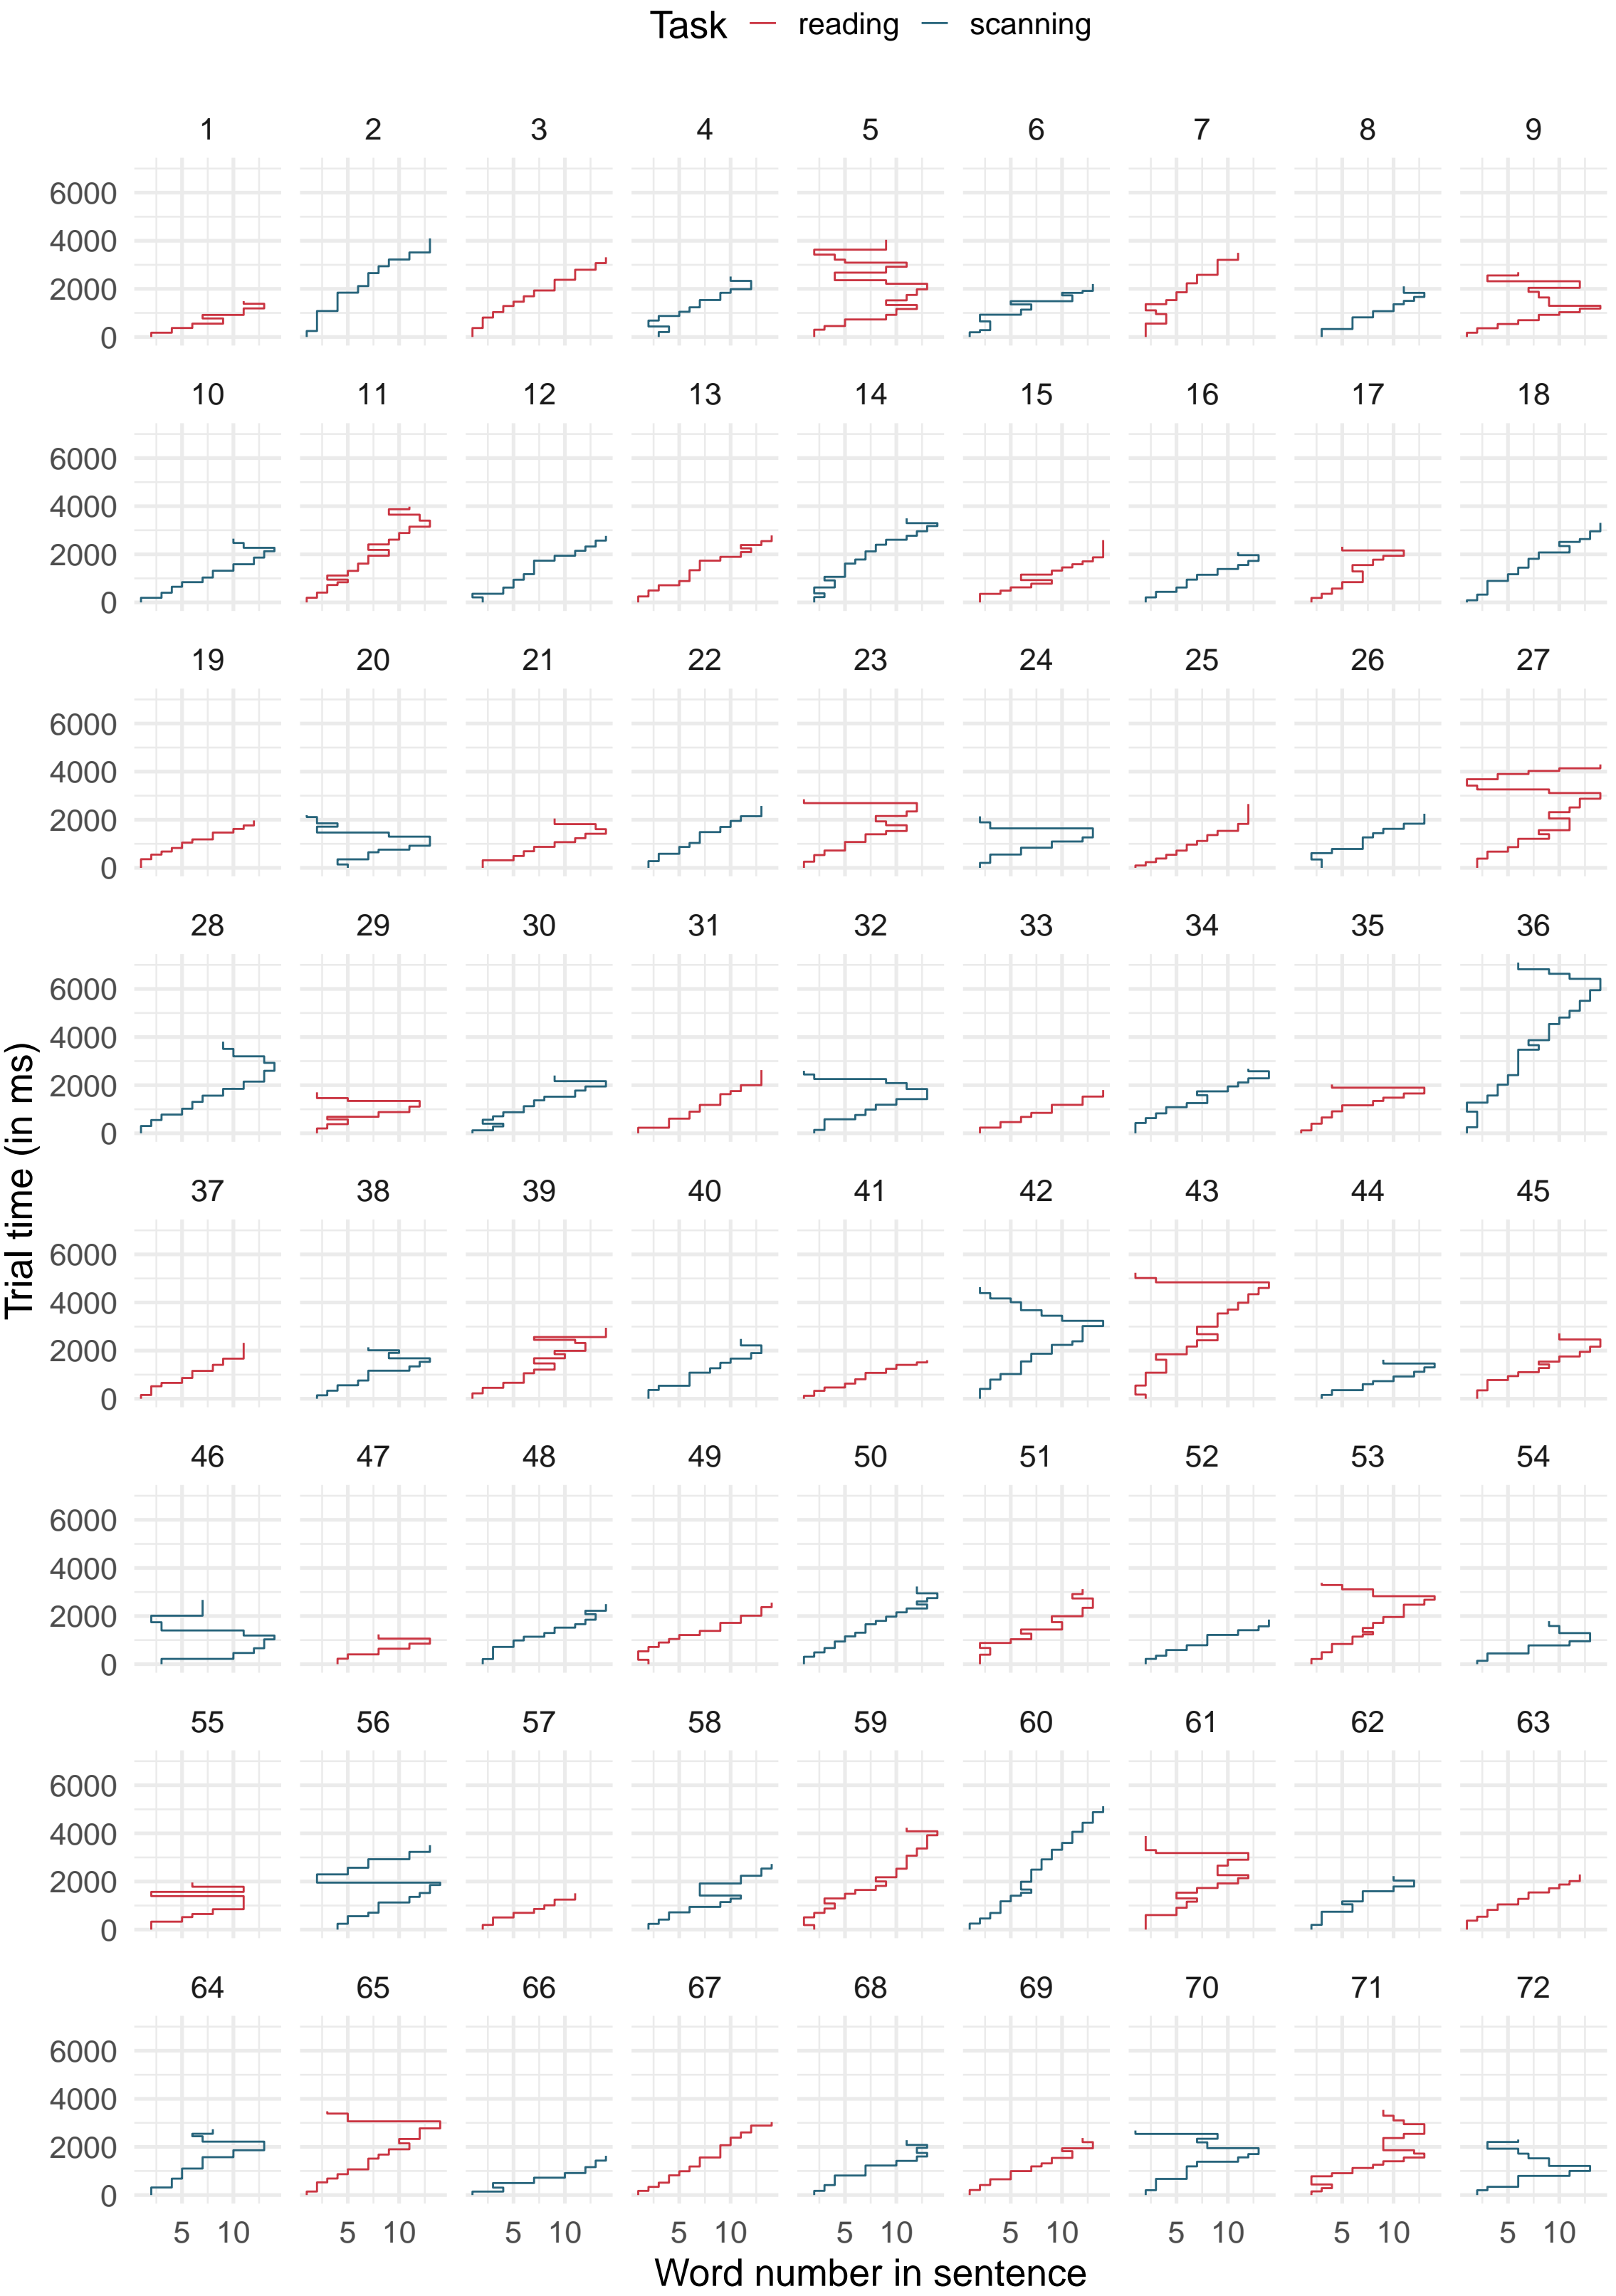 Task reading scanning
1 2 3 4 5 6 7 8 9
6000
4000
2000
0
10 11 12 13 14 15 16 17 18
6000
4000
2000
0
19 20 21 22 23 24 25 26 27
6000
4000
2000
0
28 29 30 31 32 33 34 35 36
6000
4000
2000
0
37 38 39 40 41 42 43 44 45
6000
4000
2000
0
46 47 48 49 50 51 52 53 54
6000
4000
2000
0
55 56 57 58 59 60 61 62 63
6000
4000
2000
0
64 65 66 67 68 69 70 71 72
6000
4000
2000
0
5 10 5 10 5 10 5 10 5 10 5 10 5 10 5 10 5 10
Word number in sentence
Trial time (in ms)